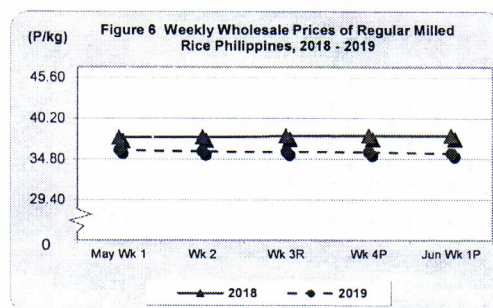 (P/kg)
Figure 6 Weekly Wholesale Prices of Regular Milled
Rice Philippines, 2018 - 2019
45.60
40.20
34.80
29.40
0
May Wk 1 Wk 2 Wk 3R Wk 4P Jun Wk 1P
2018 2019